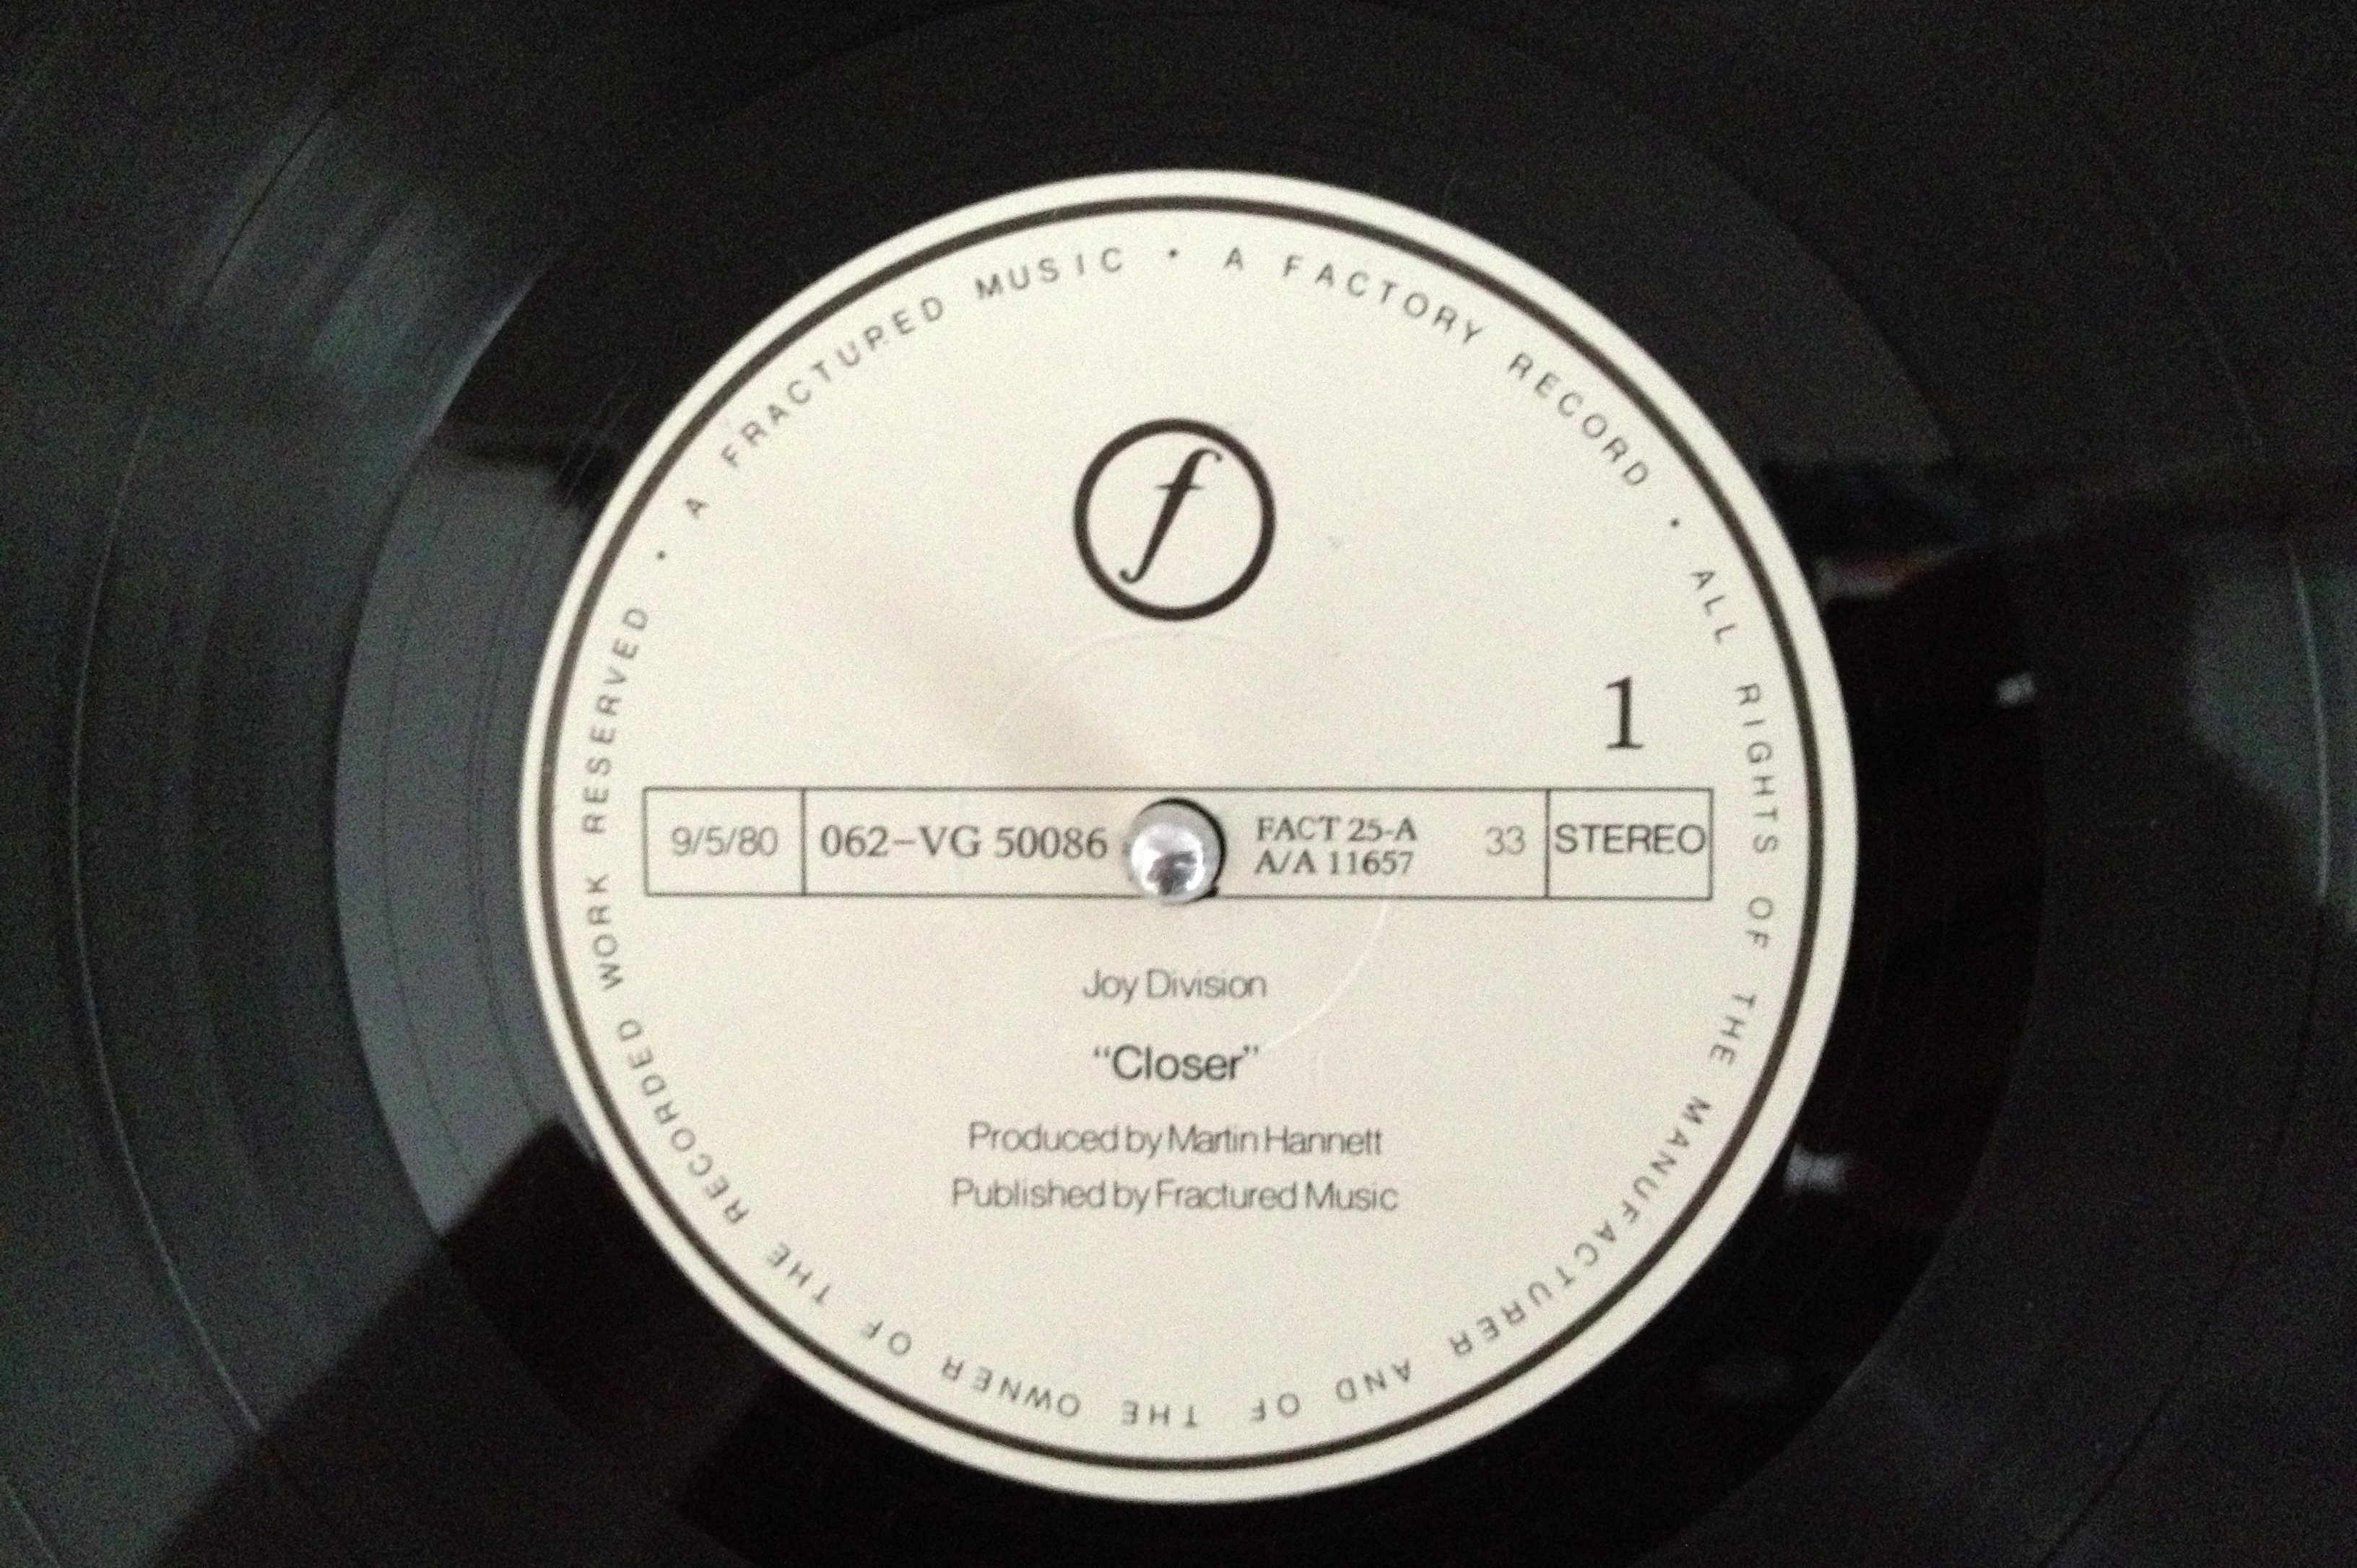 A FRACTURED MUSIC • A FACTORY RECORD • ALL RIGHTS OF THE MANUFACTURER AND OF THE OWNER OF THE RECORDED WORK RESERVED •
f
1
9/5/80 062–VG 50086 FACT 25-A 33 STEREO
A/A 11657
Joy Division
“Closer”
Produced by Martin Hannett
Published by Fractured Music